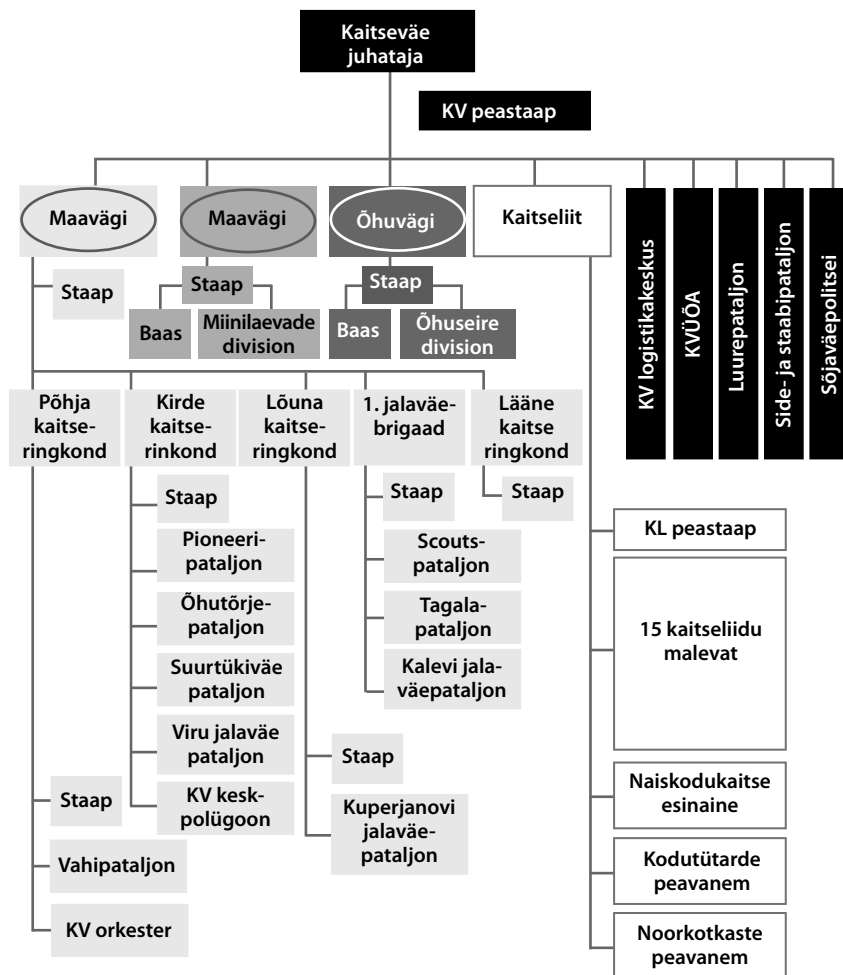 Kaitseväe
juhataja
KV peastaap
Maavägi
Maavägi
Õhuvägi
Kaitseliit
KV logistikakeskus
KVÜÕA
Luurepataljon
Side- ja staabipataljon
Sõjaväepolitsei
Staap
Staap
Baas
Miinilaevade
division
Staap
Baas
Õhuseire
division
Põhja
kaitse-
ringkond
Kirde
kaitse-
rinkond
Lõuna
kaitse-
ringkond
1. jalaväe-
brigaad
Lääne
kaitse
ringkond
Staap
Pioneeri-
pataljon
Õhutõrje-
pataljon
Suurtükiväe
pataljon
Viru jalaväe
pataljon
KV kesk-
polügoon
Staap
Scouts-
pataljon
Tagala-
pataljon
Kalevi jala-
väepataljon
Staap
Staap
Kuperjanovi
jalaväe-
pataljon
Staap
Vahipataljon
KV orkester
KL peastaap
15 kaitseliidu
malevat
Naiskodukaitse
esinaine
Kodutütarde
peavanem
Noorkotkaste
peavanem